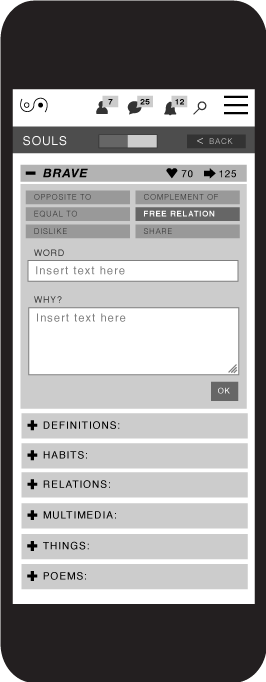 7 25 12
SOULS < BACK
BRAVE 70 125
OPPOSITE TO COMPLEMENT OF
EQUAL TO FREE RELATION
DISLIKE SHARE
WORD
Insert text here
WHY?
Insert text here
OK
DEFINITIONS:
HABITS:
RELATIONS:
MULTIMEDIA:
THINGS:
POEMS: